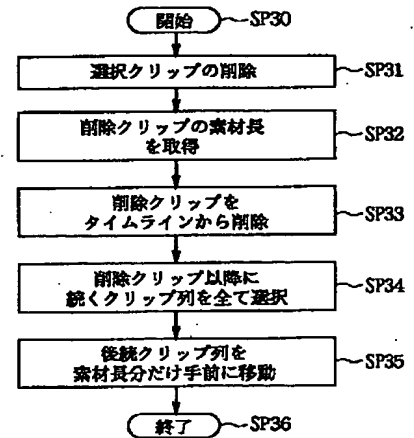 開始 SP30
選択クリップの削除 SP31
削除クリップの素材長
を取得 SP32
削除クリップを
タイムラインから削除 SP33
削除クリップ以降に
続くクリップ列を全て選択 SP34
後続クリップ列を
素材長分だけ手前に移動 SP35
終了 SP36